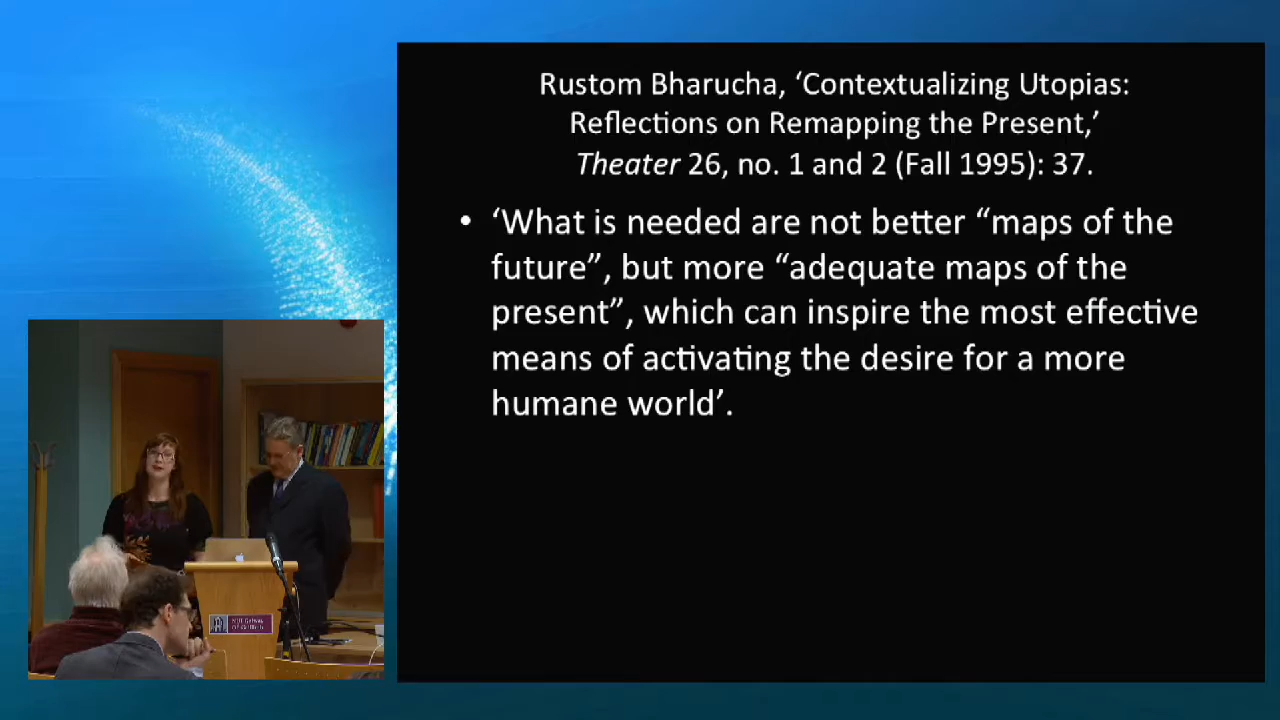 Rustom Bharucha, ‘Contextualizing Utopias:
Reflections on Remapping the Present,’
Theater 26, no. 1 and 2 (Fall 1995): 37.
• ‘What is needed are not better “maps of the
future”, but more “adequate maps of the
present”, which can inspire the most effective
means of activating the desire for a more
humane world’.
NUI Galway